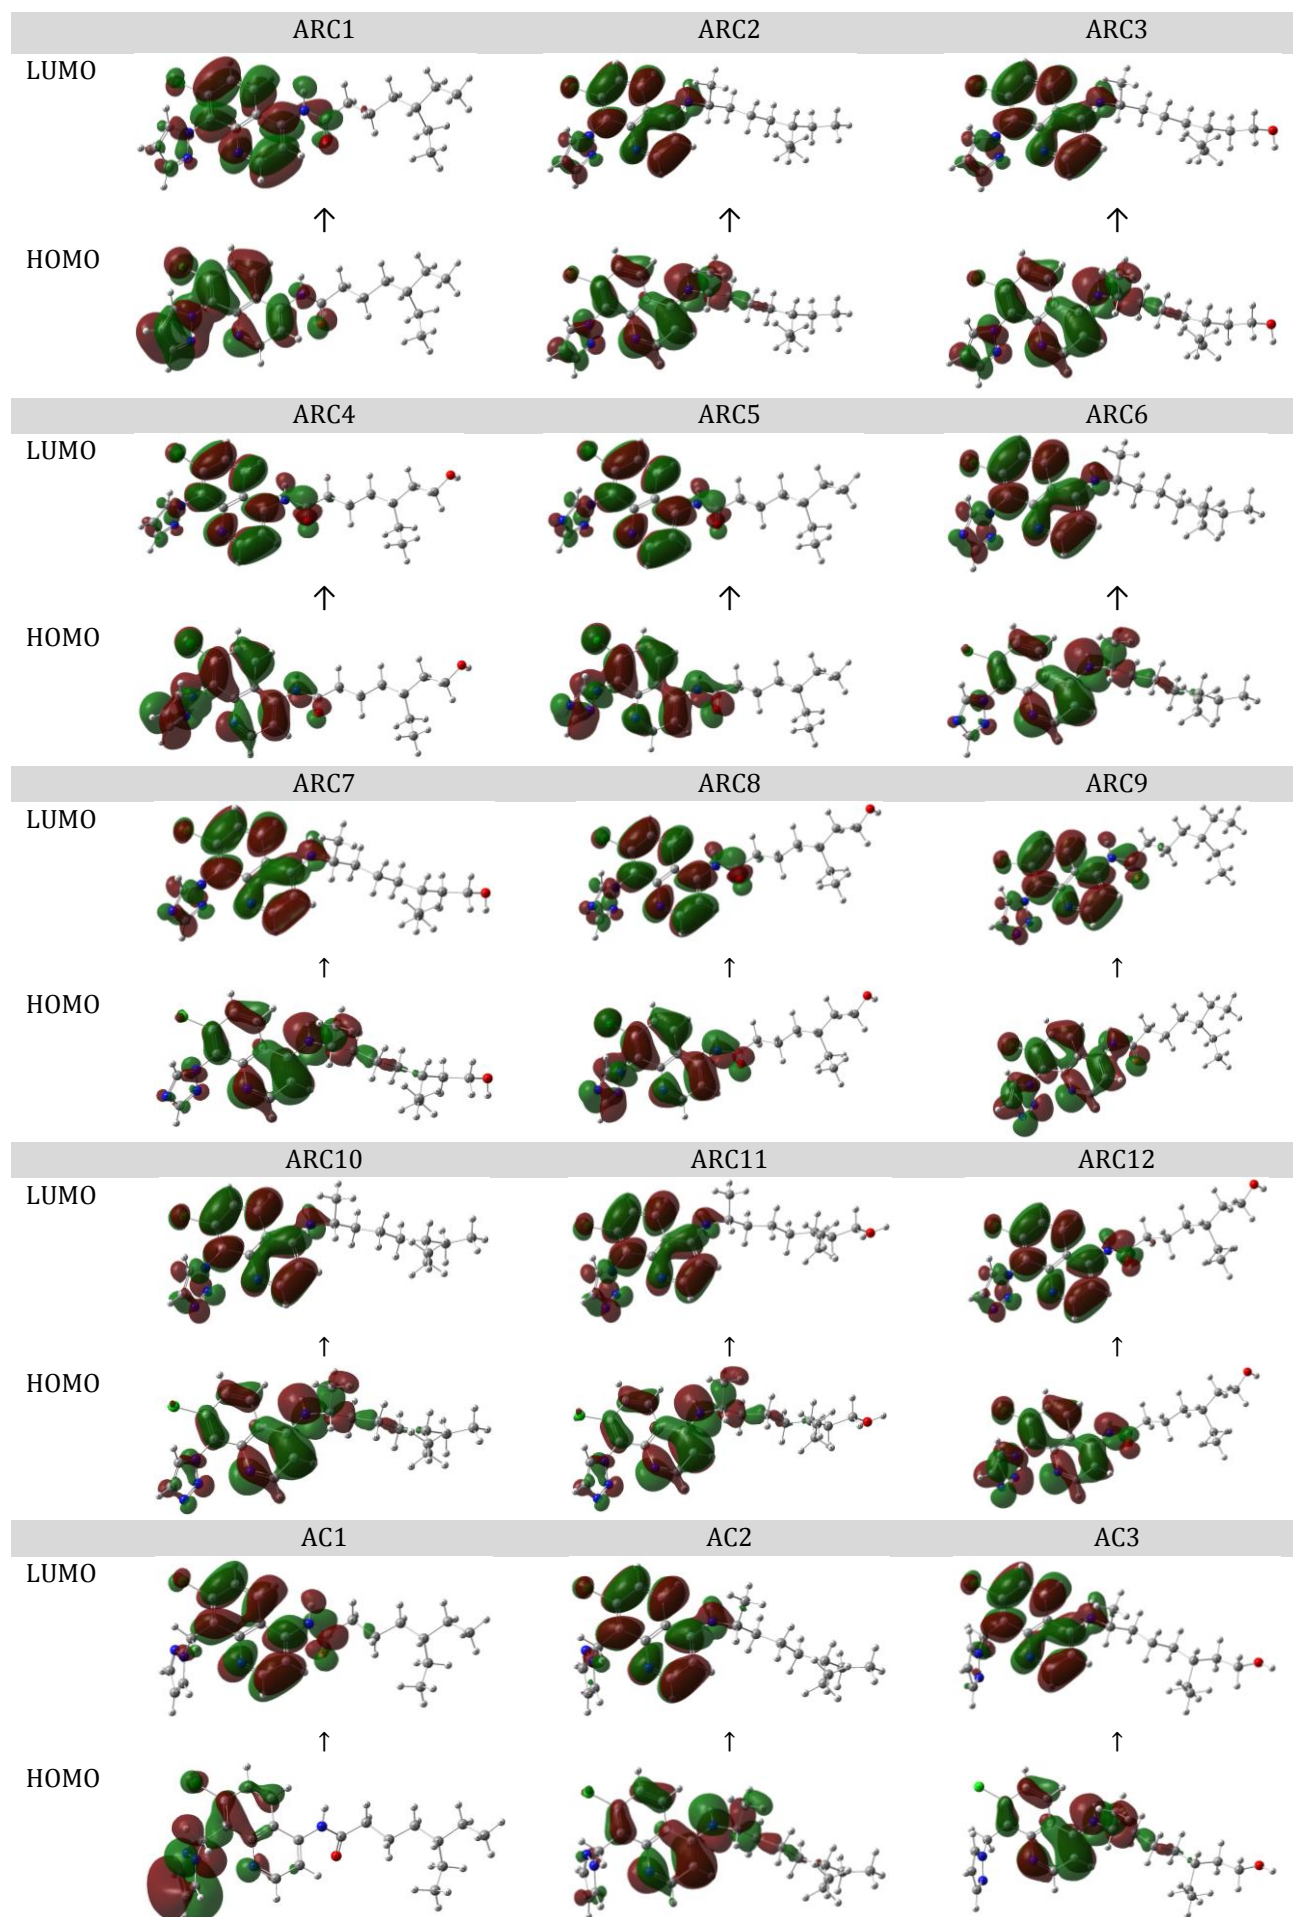 ARC1 ARC2 ARC3
LUMO
↑ ↑ ↑
HOMO
ARC4 ARC5 ARC6
LUMO
↑ ↑ ↑
HOMO
ARC7 ARC8 ARC9
LUMO
↑ ↑ ↑
HOMO
ARC10 ARC11 ARC12
LUMO
↑ ↑ ↑
HOMO
AC1 AC2 AC3
LUMO
↑ ↑ ↑
HOMO